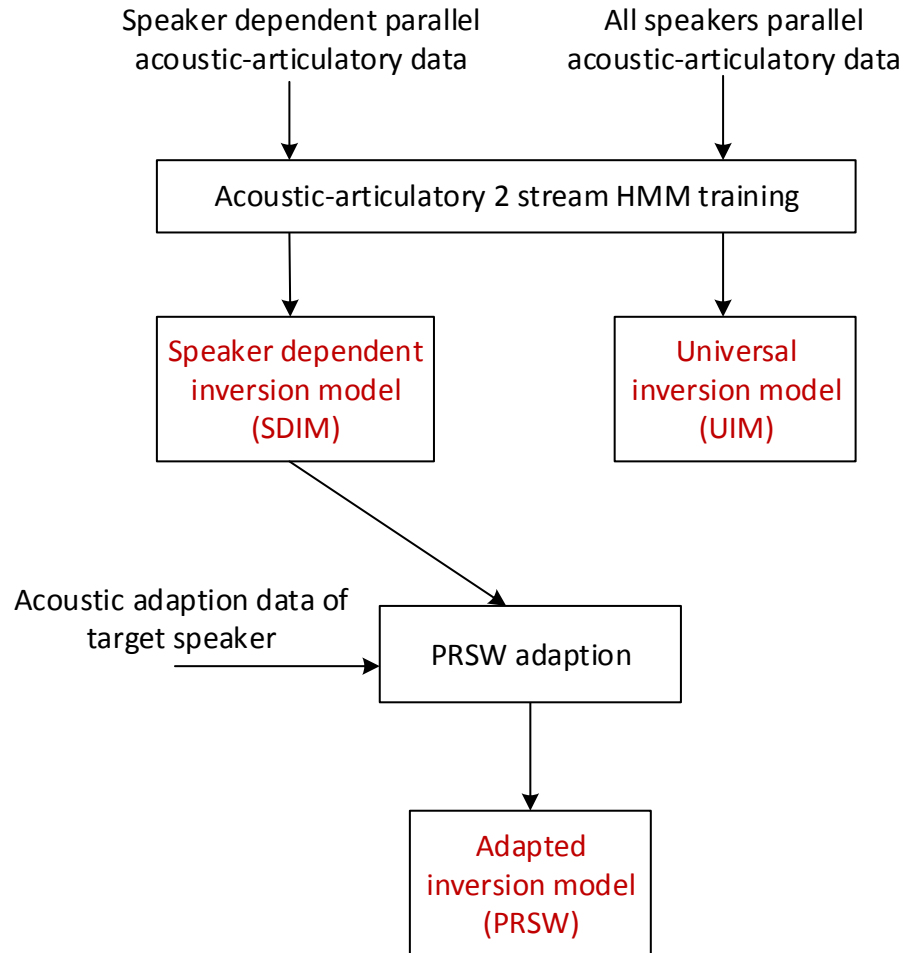 Speaker dependent parallel
acoustic-articulatory data
All speakers parallel
acoustic-articulatory data
Acoustic-articulatory 2 stream HMM training
Speaker dependent
inversion model
(SDIM)
Universal
inversion model
(UIM)
Acoustic adaption data of
target speaker
PRSW adaption
Adapted
inversion model
(PRSW)